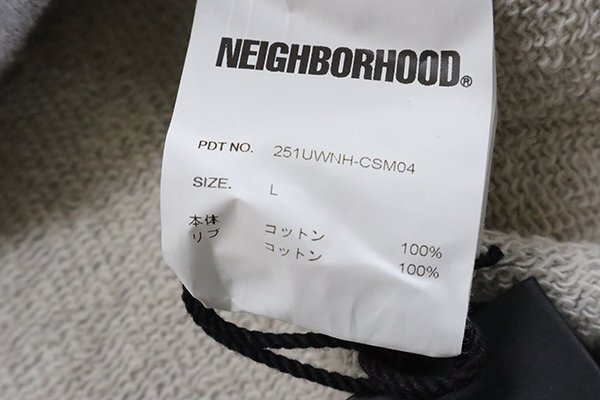 NEIGHBORHOOD®
PDT NO. 251UWNH-CSM04
SIZE. L
本体 コットン 100%
リブ コットン 100%